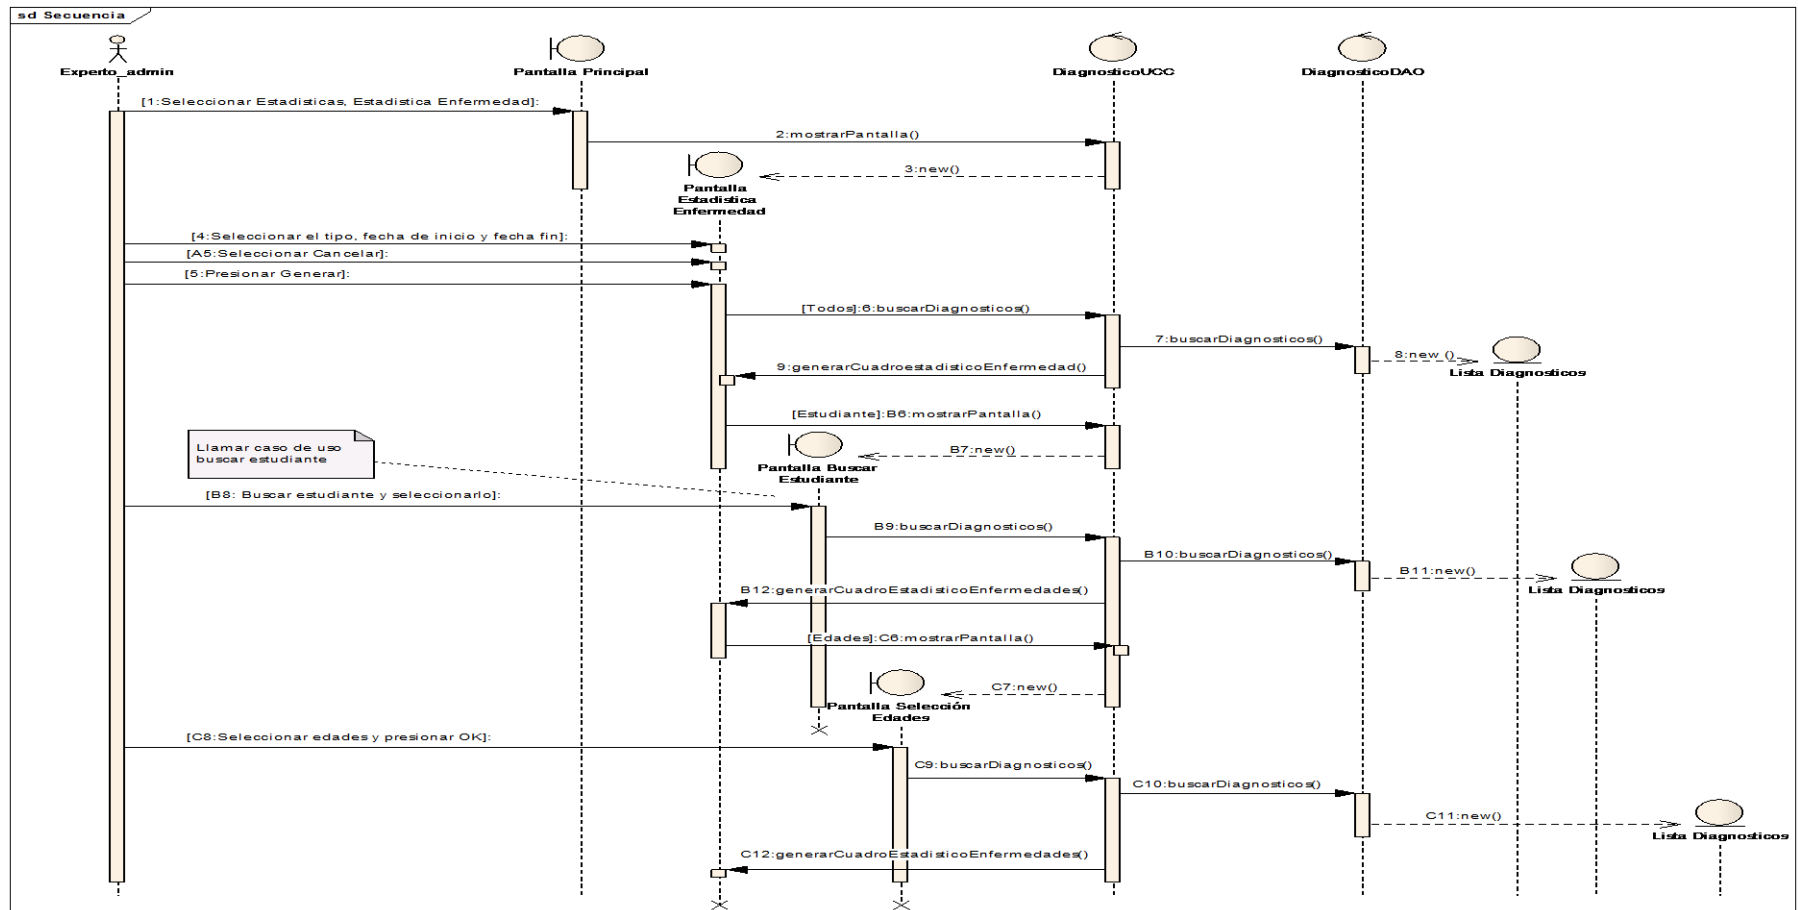 sd Secuencia
Experto_admin
Pantalla Principal
DiagnosticoUCC
DiagnosticoDAO
[1:Seleccionar Estadisticas, Estadistica Enfermedad]:
2:mostrarPantalla()
3:new()
Pantalla
Estadistica
Enfermedad
[4:Seleccionar el tipo, fecha de inicio y fecha fin]:
[A5:Seleccionar Cancelar]:
[5:Presionar Generar]:
[Todos]:6:buscarDiagnosticos()
7:buscarDiagnosticos()
8:new ()
Lista Diagnosticos
9:generarCuadroestadisticoEnfermedad()
[Estudiante]:B6:mostrarPantalla()
Llamar caso de uso
buscar estudiante
B7:new()
Pantalla Buscar
Estudiante
[B8: Buscar estudiante y seleccionarlo]:
B9:buscarDiagnosticos()
B10:buscarDiagnosticos()
B11:new()
Lista Diagnosticos
B12:generarCuadroEstadisticoEnfermedades()
[Edades]:C6:mostrarPantalla()
C7:new()
Pantalla Selección
Edades
[C8:Seleccionar edades y presionar OK]:
C9:buscarDiagnosticos()
C10:buscarDiagnosticos()
C11:new()
Lista Diagnosticos
C12:generarCuadroEstadisticoEnfermedades()